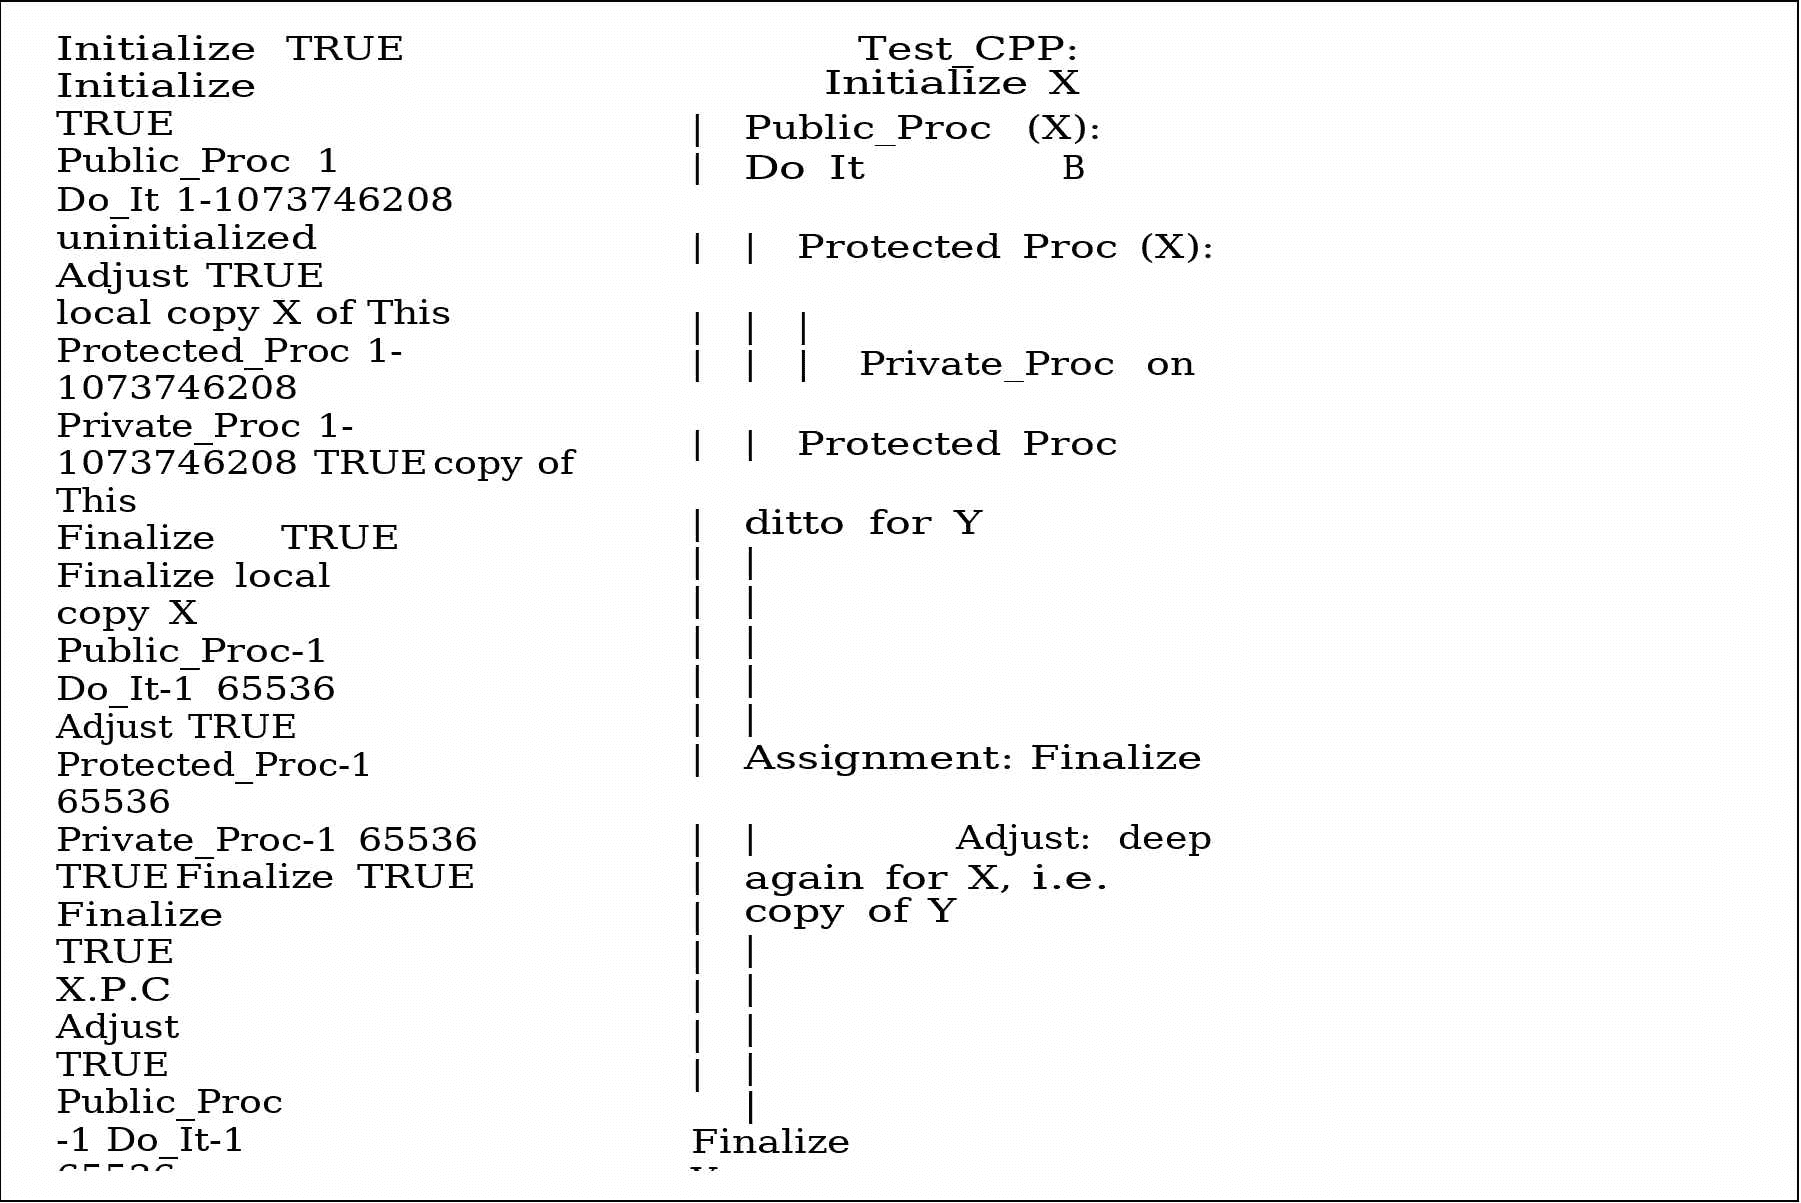 Initialize TRUE
Initialize
TRUE
Public_Proc 1
Do_It 1-1073746208
uninitialized
Adjust TRUE
local copy X of This
Protected_Proc 1-
1073746208
Private_Proc 1-
1073746208 TRUE copy of
This
Finalize TRUE
Finalize local
copy X
Public_Proc-1
Do_It-1 65536
Adjust TRUE
Protected_Proc-1
65536
Private_Proc-1 65536
TRUE Finalize TRUE
Finalize
TRUE
X.P.C
Adjust
TRUE
Public_Proc
-1 Do_It-1
65536
Test_CPP:
Initialize X
| Public_Proc (X):
| Do It B
| | Protected Proc (X):
| | |
| | | Private_Proc on
| | Protected Proc
| ditto for Y
| |
| |
| |
| |
| |
| Assignment: Finalize
| | Adjust: deep
| again for X, i.e.
| copy of Y
| |
| |
| |
| |
|
Finalize